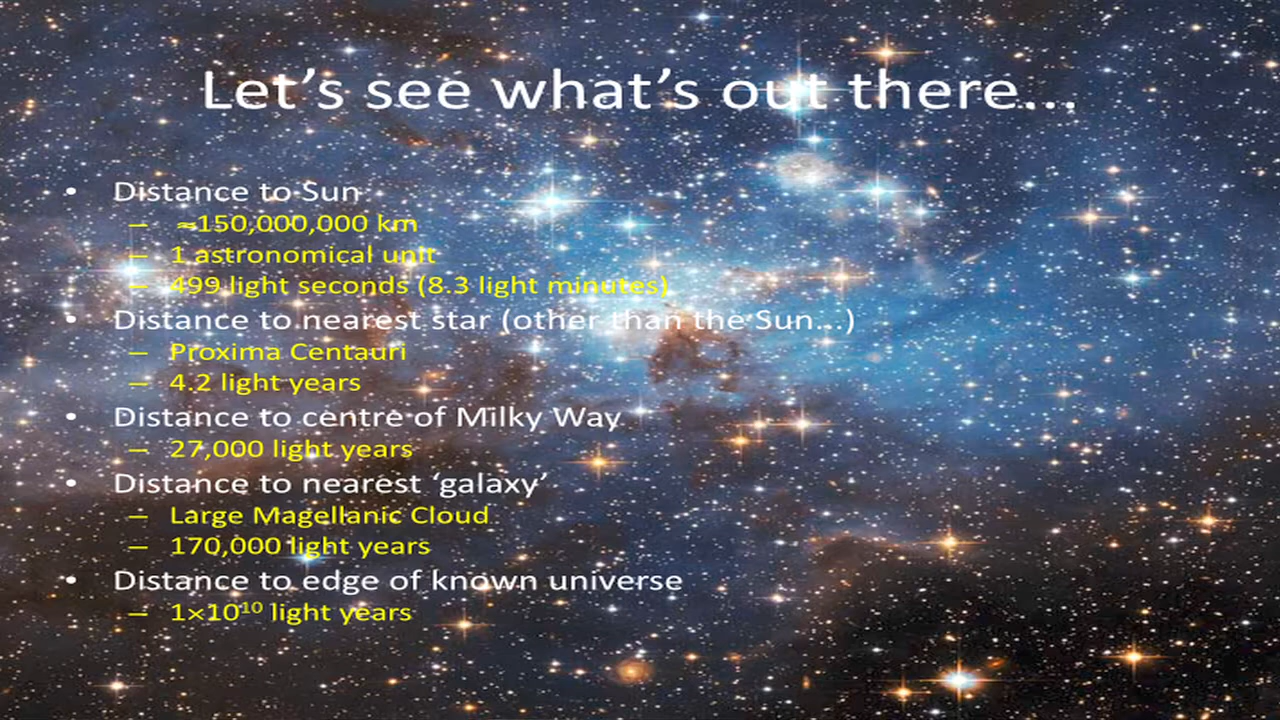 Let's see what's out there...
• Distance to Sun
– ≈150,000,000 km
– 1 astronomical unit
– 499 light seconds (8.3 light minutes)
• Distance to nearest star (other than the Sun...)
– Proxima Centauri
– 4.2 light years
• Distance to centre of Milky Way
– 27,000 light years
• Distance to nearest ‘galaxy’
– Large Magellanic Cloud
– 170,000 light years
• Distance to edge of known universe
– 1×10¹⁰ light years